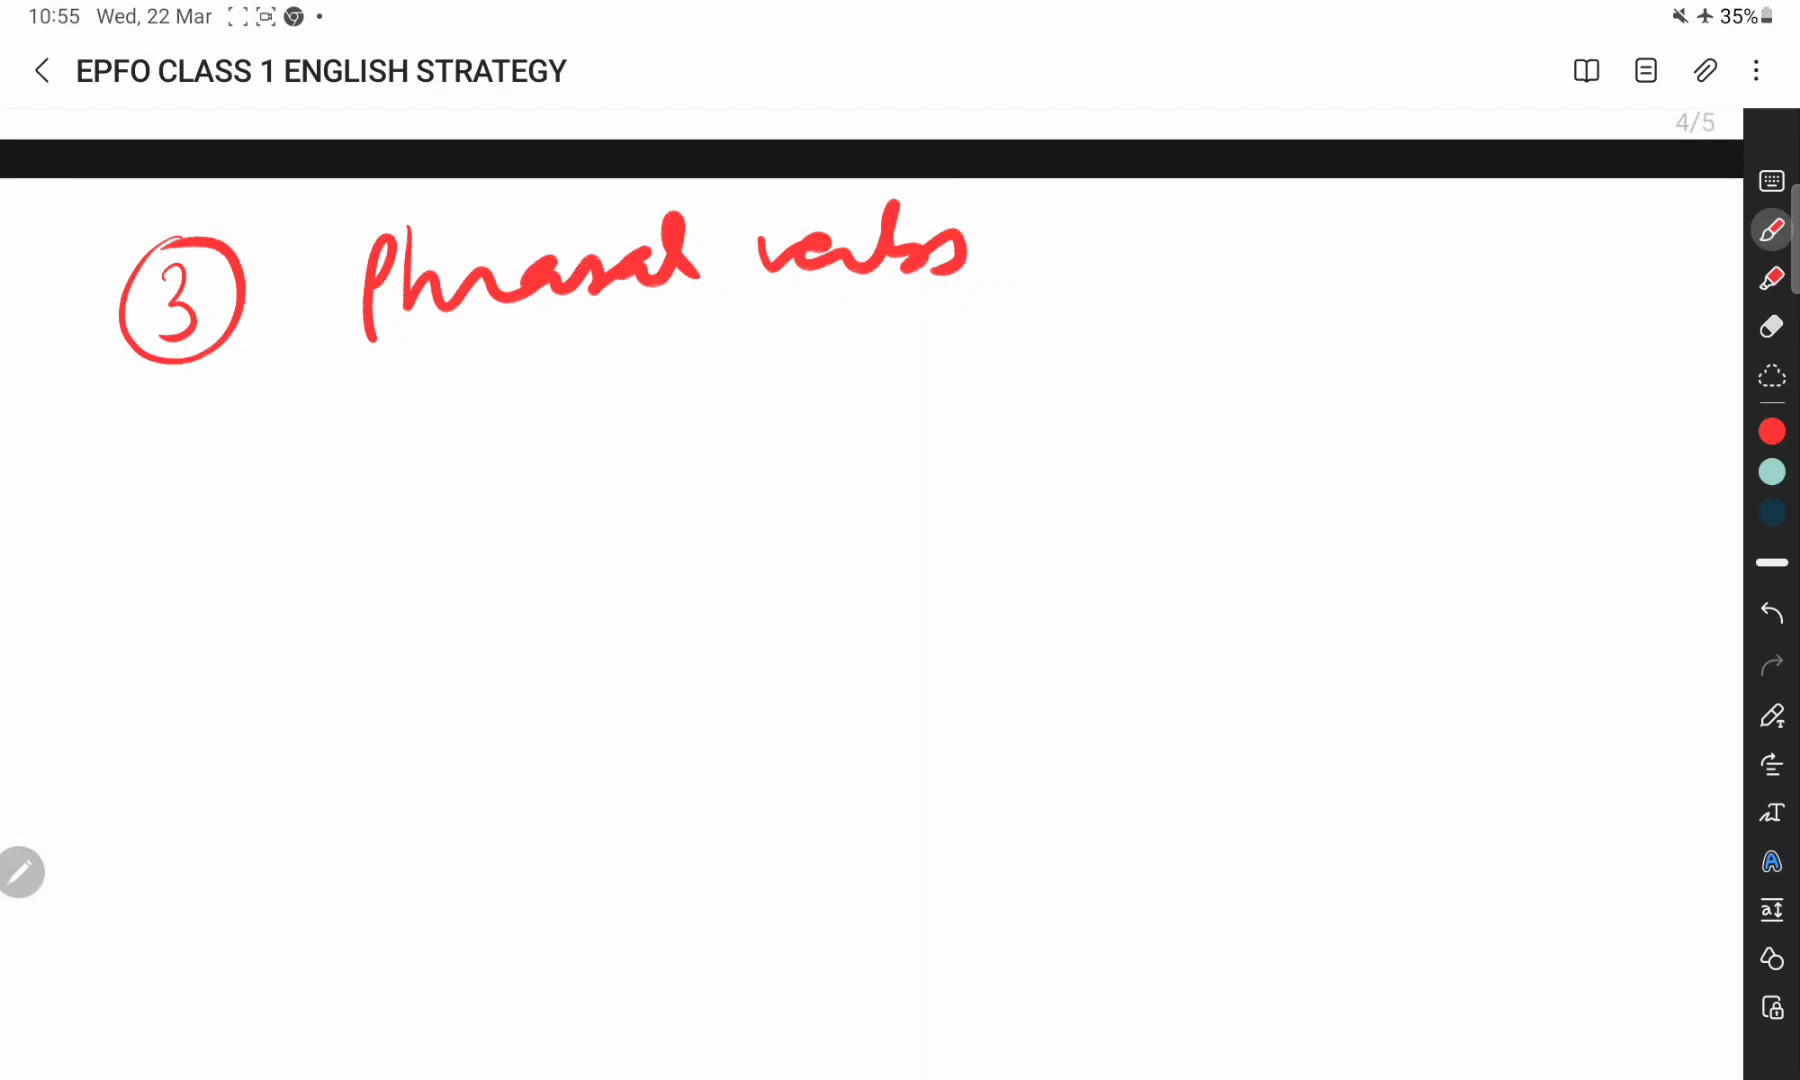 10:55 Wed, 22 Mar 35%
EPFO CLASS 1 ENGLISH STRATEGY
4/5
3 Phrasal verbs